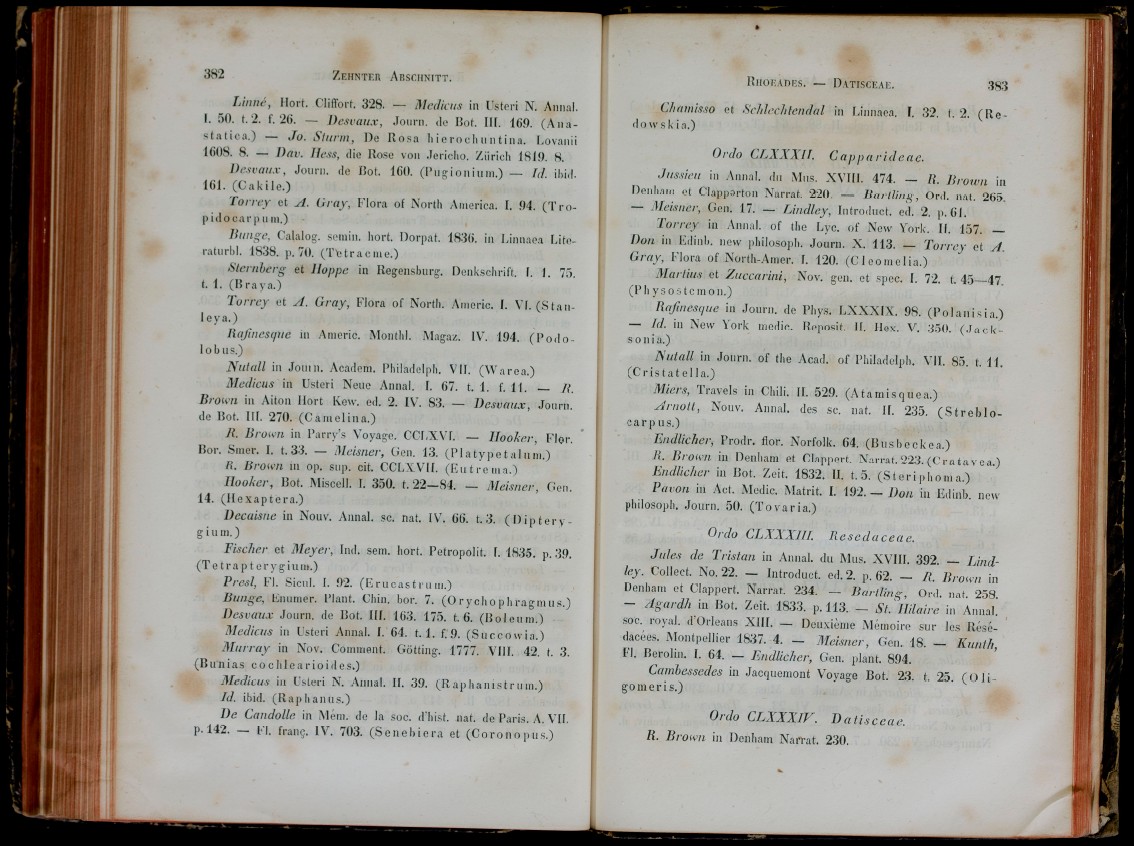 382 ZEHNTER ABSCHNITT.
Linné, Hort. Cliffort. 328. — Medicus in Usteri N. Annal.
I. 50. t. 2. f. 26. — Desvaux, Journ. de Bot. III. 169. (Ana-
statica.) — Jo. Sturm, De Rosa hierochuntina. Lovanii
1608. 8. — Dav. Hess, die Rose von Jericho. Zürich 1819. 8.
Desvaux, Journ. de Bot. 160. (Pugionium.) — Id. ibid.
161. (Cakile.)
Torrey et A. Gray, Flora of North America. I. 94. (Tro-
pidocarpum.)
Bunge, Calalog. semin. hort. Dorpat. 1836. in Linnaea Lite-
raturbl. 1838. p. 70. (Tetracme.)
Sternberg et Hoppe in Regensburg. Denkschrift. I. 1. 75.
t. 1. (Braya.)
Torrey et A. Gray, Flora of North. Americ. I. VI. (Stan-
leya.)
Rafinesque in Americ. Monthl. Magaz. IV. 194. (Podo-
lobus.)
Nutall in Journ. Academ. Philadelph. VII. (Warea.)
Medicus in Usteri Neue Annal. I. 67. t. 1. f. 11. — R.
Brown in Aiton Hort Kew. ed. 2. IV. 83. — Desvaux, Journ.
de Bot. III. 270. (Camelina.)
R. Brown in Parry's Voyage. CCLXVI. — Hooker, Flor.
Bor. Smer. I. t. 33. — Meisner, Gen. 13. (Platypetalum.)
R. Brown in op. sup. cit. CCLXVII. (Eutrema.)
Hooker, Bot. Miscell. I. 350. t. 22—84. — Meisner, Gen.
14. (Hexaptera.)
Decaisne in Nouv. Annal. sc. nat. IV. 66. t. 3. (Diptery-
gium.)
Fischer et Meyer, Ind. sem. hort. Petropolit. I. 1835. p. 39.
(Tetrapterygium.)
Presl, Fl. Sicul. I. 92. (Erucastrum.)
Bunge, Enumer. Plant. Chin. bor. 7. (Orychophragmus.)
Desvaux Journ. de Bot. III. 163. 175. t. 6. (Boleum.)
Medicus in Usteri Annal. I. 64. t. 1. f. 9. (Succowia.)
Murray in Nov. Comment. Götting. 1777. VIII. 42. t. 3.
(Bunias cochlearioides.)
Medicus in Usteri N. Annal. II. 39. (Raphanistrum.)
Id. ibid. (Raphanus.)
De Candolle in Mém. de la soc. d'hist. nat. de Paris. A. VII.
p. 142. — Fl. franç. IV. 703. (Senebiera et (Coronopus.)
RHOEADES. — DATISCEAE. 383
Chamisso et Schlechtendal in Linnaea. I. 32. t. 2. (Re-
dowskia.)
Ordo CLXXXII. Capparideae.
Jussieu in Annal. du Mus. XVIII. 474. — R. Brown in
Denham et Clapperton Narrat. 220. — Bartling, Ord. nat. 265.
— Meisner, Gen. 17. — Lindley, Introduct. ed. 2. p. 61.
Torrey in Annal. of the Lyc. of New York. II. 157. —
Don in Edinb. new philosoph. Journ. X. 113. — Torrey et A.
Gray, Flora of North-Amer. I. 120. (Cleomelia.)
Martius et Zuccarini, Nov. gen. et spec. I. 72. t. 45—47.
(Physostemon.)
Rafinesque in Journ. de Phys. LXXXIX. 98. (Polanisia.)
— Id. in New York medic. Reposit. II. Hex. V. 350. (Jack-
sonia.)
Nutall in Journ. of the Acad. of Philadelph. VII. 85. t. 11.
(Cristatella.)
Miers, Travels in Chili. II. 529. (Atamisquea.)
Arnott, Nouv. Annal. des sc. nat. II. 235. (Streblo-
carpus.)
Endlicher, Prodr. flor. Norfolk. 64. (Busbeckea.)
R. Brown in Denham et Clappert. Narrat. 223. (Cratavea.)
Endlicher in Bot. Zeit. 1832. II. t. 5. (Steriphoma.)
Pavon in Act. Medic. Matrit. I. 192. — Don in Edinb. new
philosoph. Journ. 50. (Tovaria.)
Ordo CLXXXIII. Resedaceae.
Jules de Tristan in Annal. du Mus. XVIII. 392. — Lind-
ley. Collect. No. 22. — Introduct. ed. 2. p. 62. — R. Brown in
Denham et Clappert. Narrat. 234. — Bartling, Ord. nat. 258.
— Agardh in Bot. Zeit. 1833. p. 113. — St. Hilaire in Annal.
soc. royal. d'Orleans XIII. — Deuxième Mémoire sur les Résé-
dacées. Montpellier 1837. 4. — Meisner, Gen. 18. — Kunth,
Fl. Berolin. I. 64. — Endlicher, Gen. plant. 894.
Cambessedes in Jacquemont Voyage Bot. 23. t. 25. (Oli-
gomeris.)
Ordo CLXXXIV. Datisceae.
R. Brown in Denham Narrat. 230.